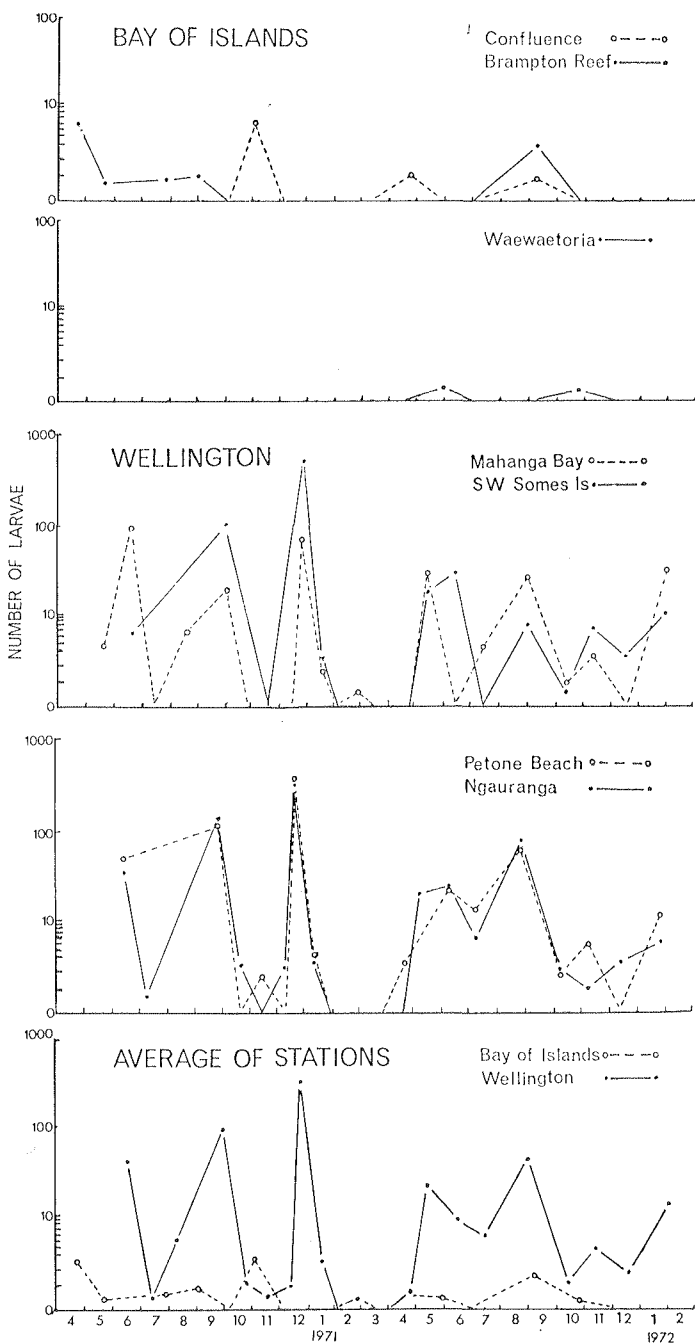 BAY OF ISLANDS
Confluence
Brampton Reef
10
0
100
Waewaetoria
10
0
NUMBER OF LARVAE
1000
WELLINGTON
Mahanga Bay
SW Somes Is
100
10
0
1000
Petone Beach
Ngauranga
100
10
0
1000
AVERAGE OF STATIONS
Bay of Islands
Wellington
100
10
0
4 5 6 7 8 9 10 11 12 1 2 3 4 5 6 7 8 9 10 11 12 1 2
1971 1972